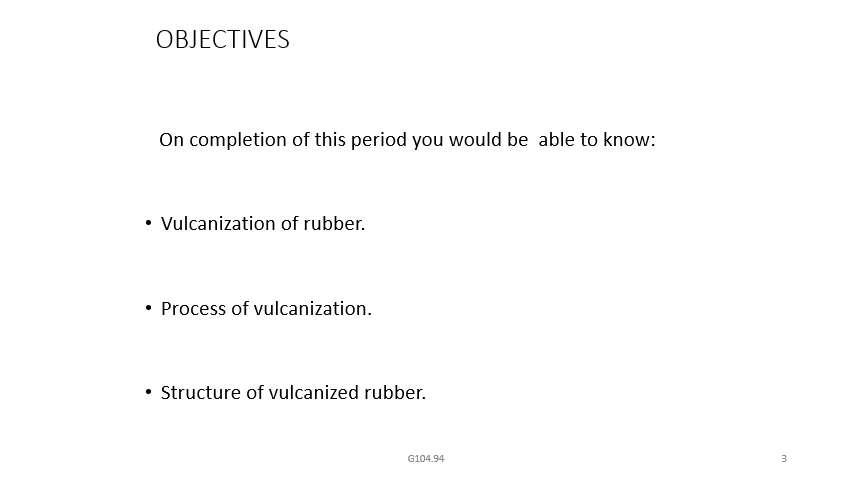 OBJECTIVES
On completion of this period you would be  able to know:
• Vulcanization of rubber.
• Process of vulcanization.
• Structure of vulcanized rubber.
G104.94
3